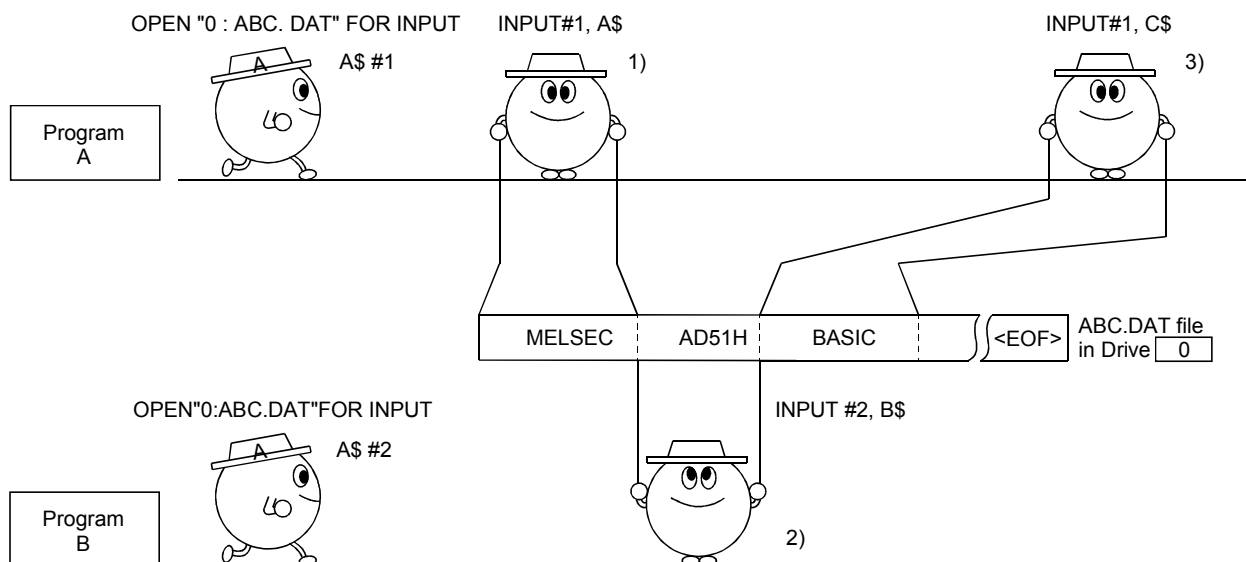 OPEN "0 : ABC. DAT" FOR INPUT
A$ #1
INPUT#1, A$
1)
INPUT#1, C$
3)
A
Program
A
MELSEC
AD51H
BASIC
<EOF>
ABC.DAT file
in Drive 0
OPEN"0:ABC.DAT"FOR INPUT
A$ #2
INPUT #2, B$
A
Program
B
2)